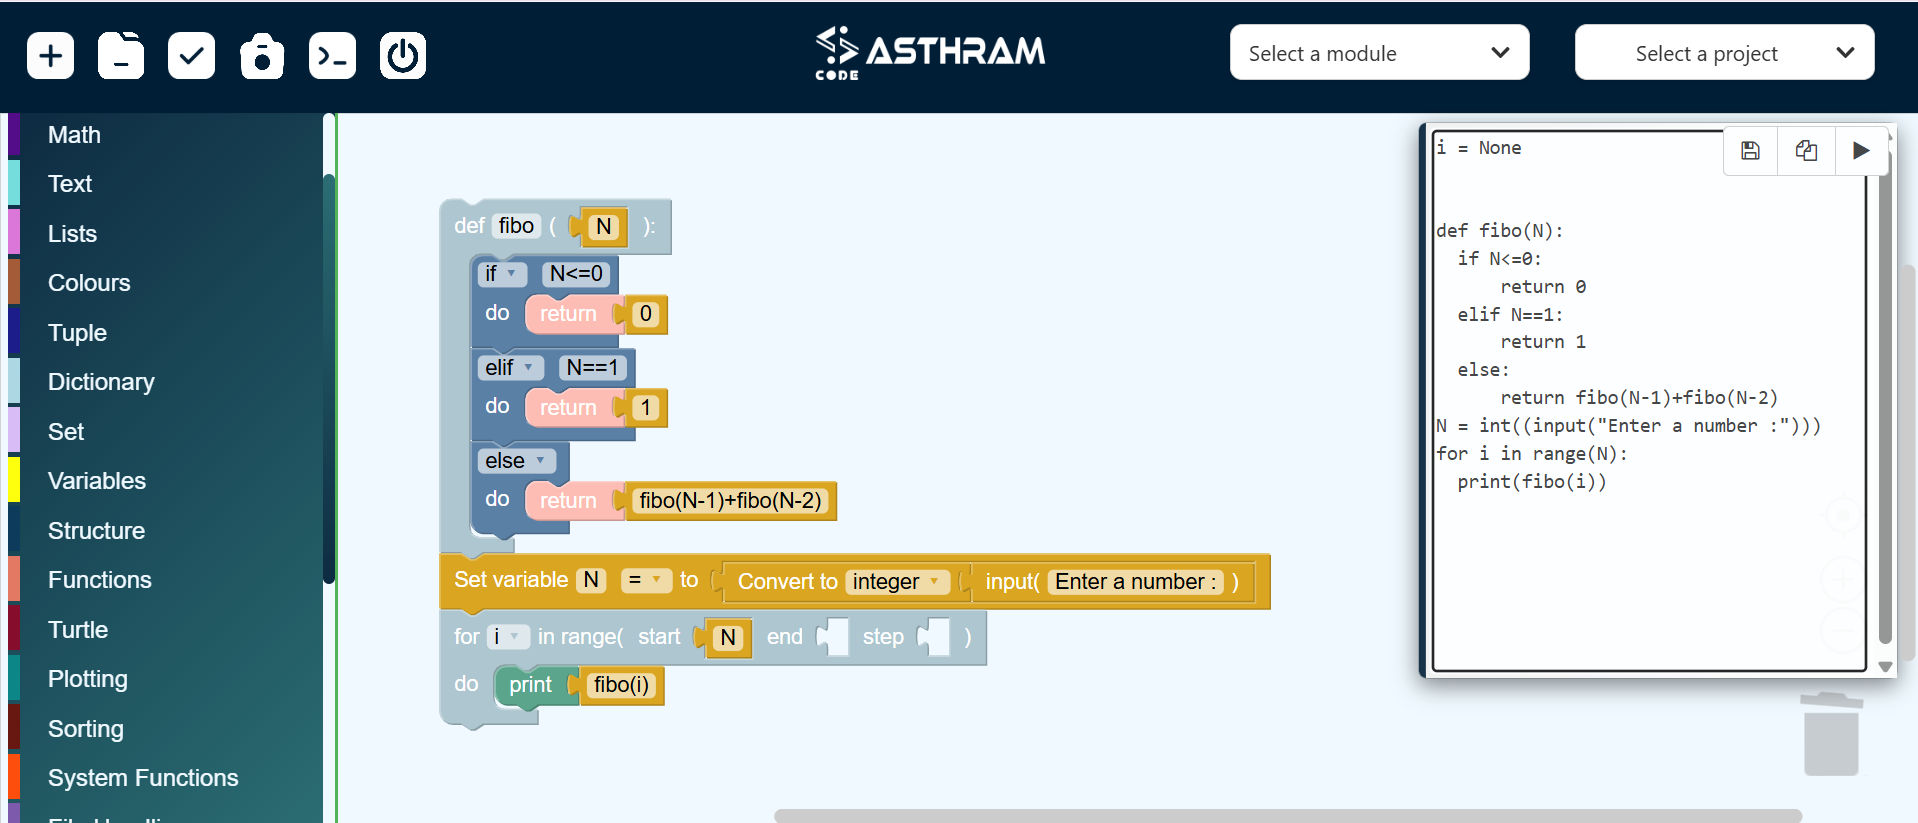 ASTHRAM
CODE
Select a module
Select a project
Math
Text
Lists
Colours
Tuple
Dictionary
Set
Variables
Structure
Functions
Turtle
Plotting
Sorting
System Functions
def fibo ( N ):
if N<=0
do return 0
elif N==1
do return 1
else
do return fibo(N-1)+fibo(N-2)
Set variable N = to Convert to integer input( Enter a number : )
for i in range( start N end step )
do print fibo(i)
i = None
def fibo(N):
if N<=0:
return 0
elif N==1:
return 1
else:
return fibo(N-1)+fibo(N-2)
N = int((input("Enter a number :")))
for i in range(N):
print(fibo(i))